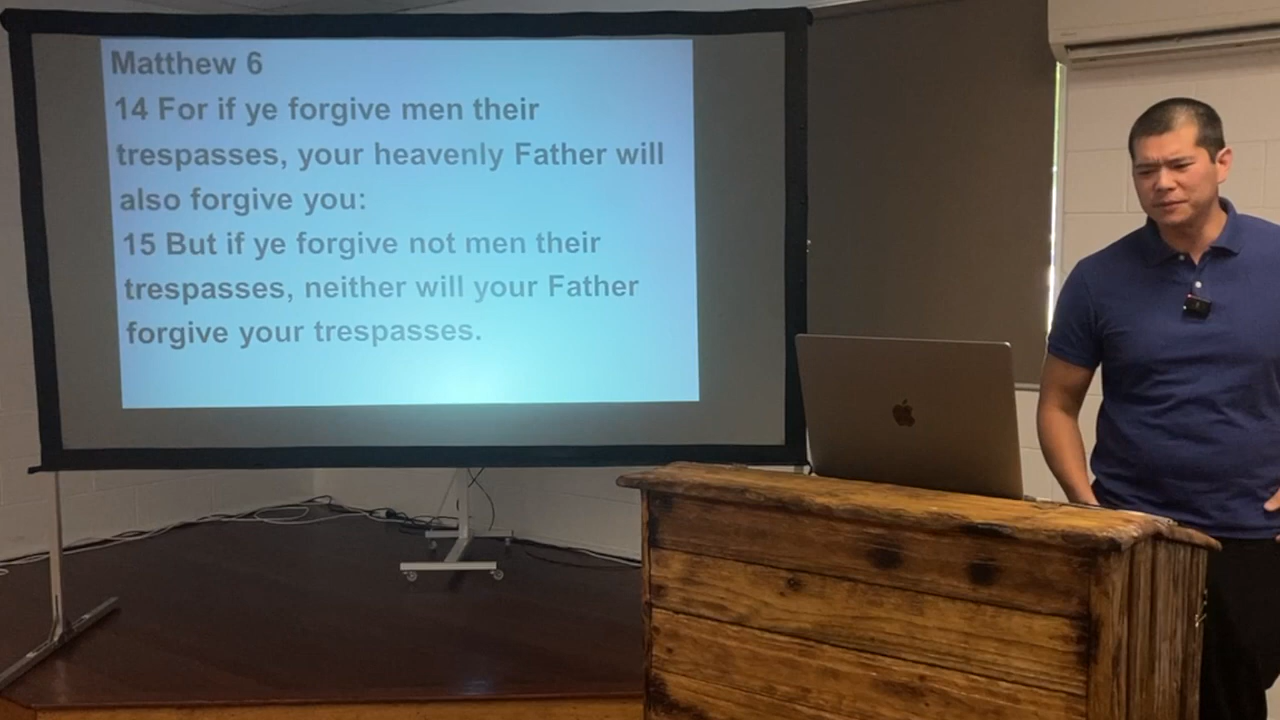 Matthew 6
14 For if ye forgive men their
trespasses, your heavenly Father will
also forgive you:
15 But if ye forgive not men their
trespasses, neither will your Father
forgive your trespasses.